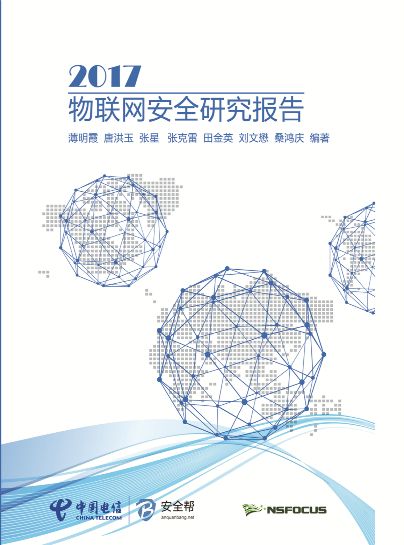 2017
物联网安全研究报告
薄明霞 唐洪玉 张星 张克雷 田金英 刘文懋 桑鸿庆 编著
中国电信
CHINA TELECOM
安全帮
anquanbang.net
NSFOCUS